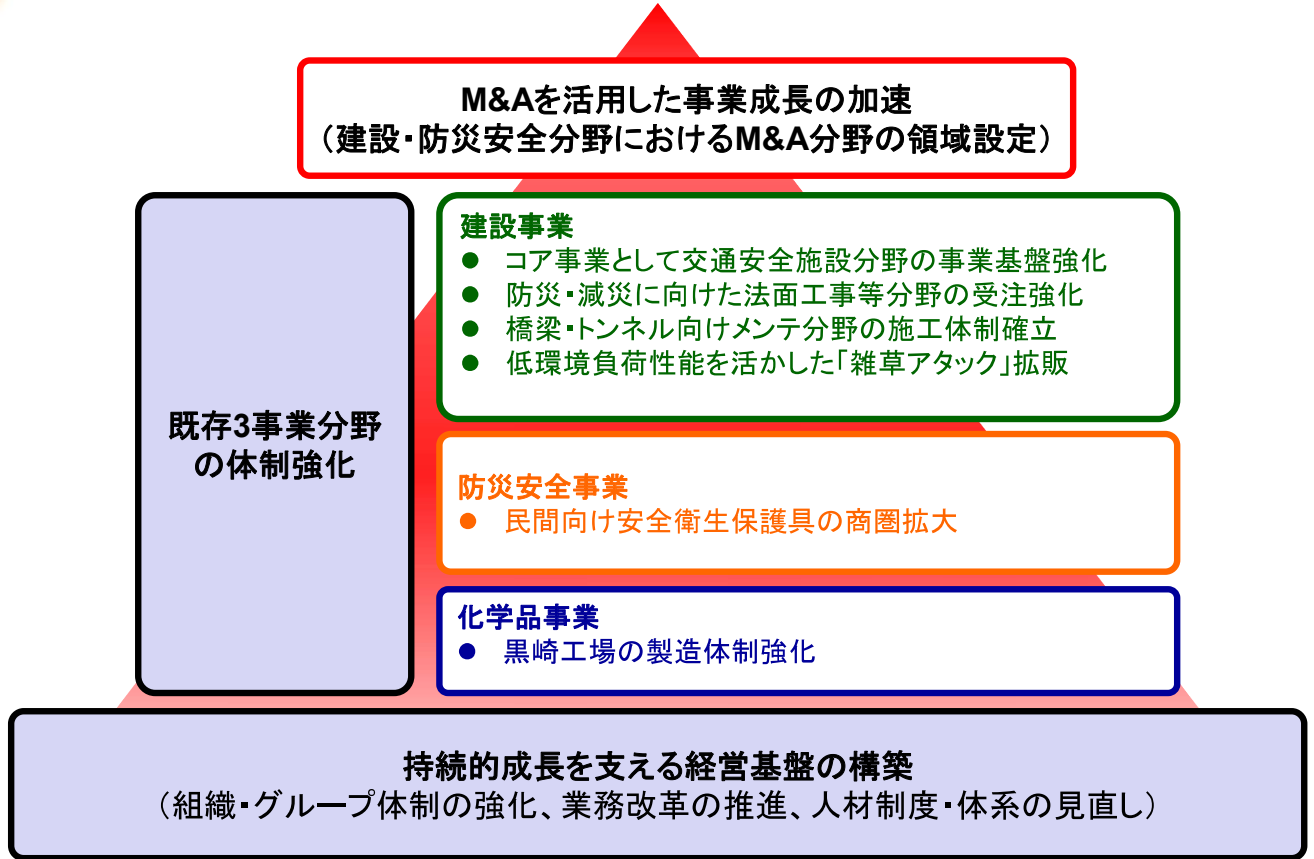 M&Aを活用した事業成長の加速
（建設・防災安全分野におけるM&A分野の領域設定）
既存3事業分野
の体制強化
建設事業
● コア事業として交通安全施設分野の事業基盤強化
● 防災・減災に向けた法面工事等分野の受注強化
● 橋梁・トンネル向けメンテ分野の施工体制確立
● 低環境負荷性能を活かした「雑草アタック」拡販
防災安全事業
● 民間向け安全衛生保護具の商圏拡大
化学品事業
● 黒崎工場の製造体制強化
持続的成長を支える経営基盤の構築
（組織・グループ体制の強化、業務改革の推進、人材制度・体系の見直し）